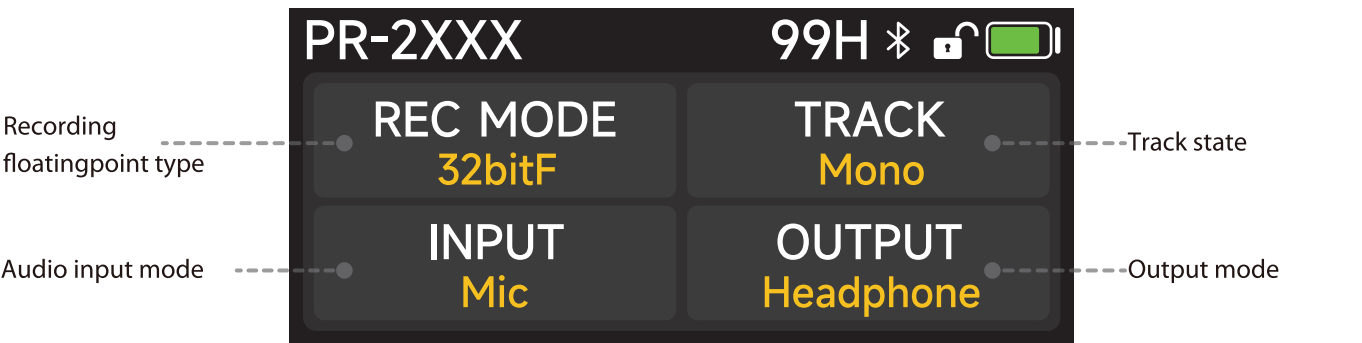 PR-2XXX 99H
REC MODE
32bitF
TRACK
Mono
INPUT
Mic
OUTPUT
Headphone
Recording
floatingpoint type
Audio input mode
Track state
Output mode